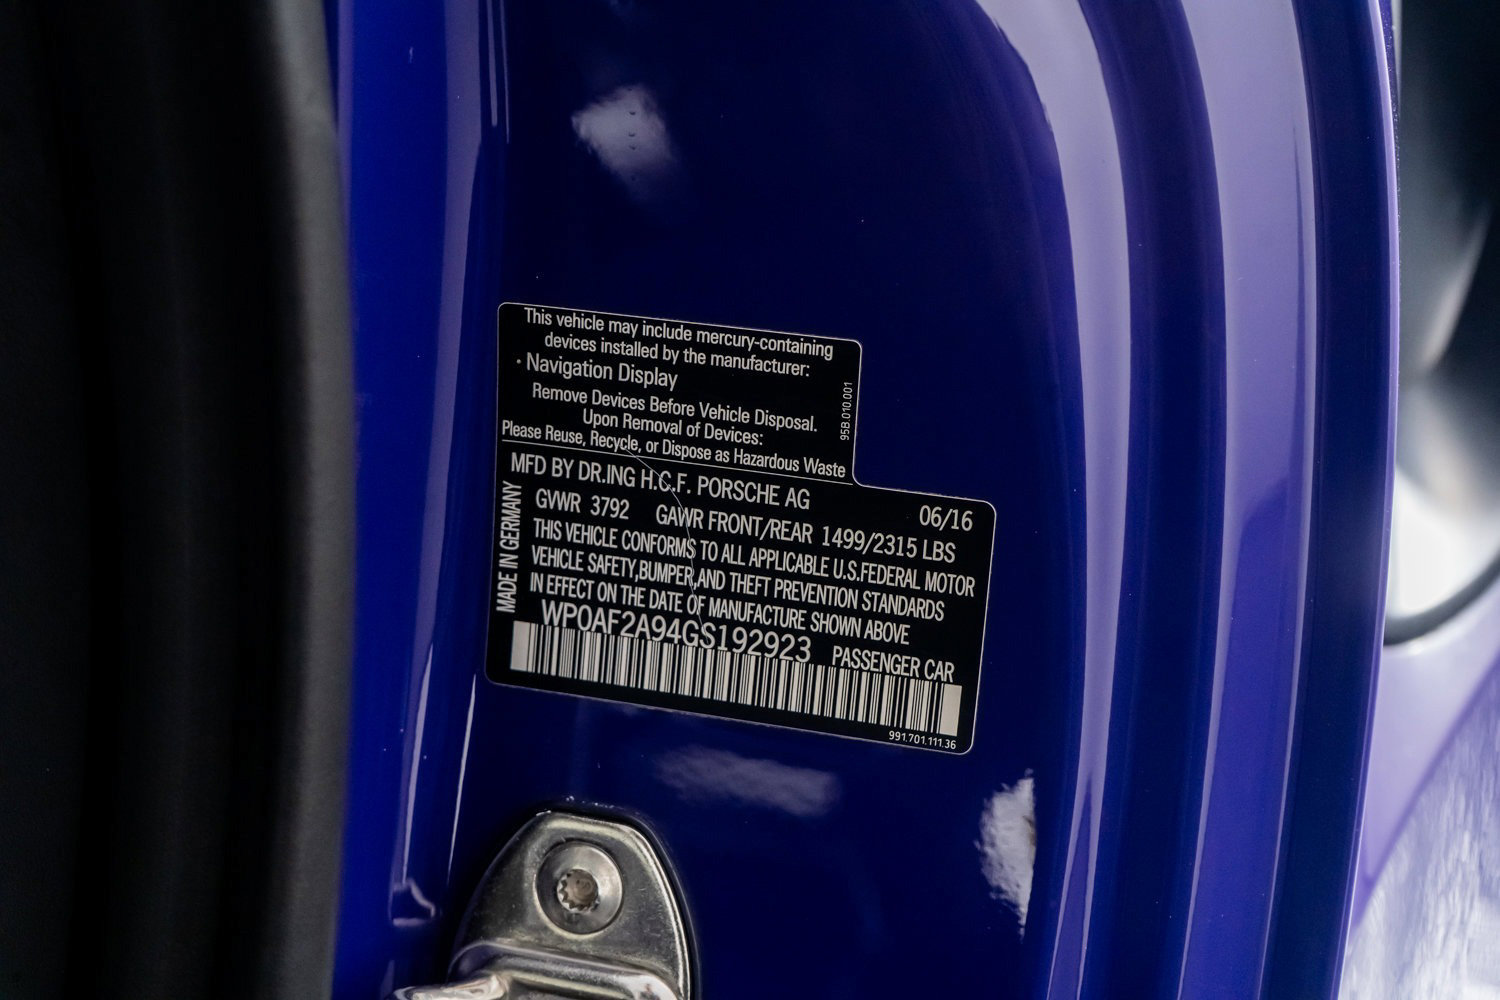 This vehicle may include mercury-containing
devices installed by the manufacturer:
· Navigation Display
Remove Devices Before Vehicle Disposal.
Upon Removal of Devices:
Please Reuse, Recycle, or Dispose as Hazardous Waste
95B.010.001
MFD BY DR.ING H.C.F. PORSCHE AG 06/16
GVWR 3792 GAWR FRONT/REAR 1499/2315 LBS
THIS VEHICLE CONFORMS TO ALL APPLICABLE U.S.FEDERAL MOTOR
VEHICLE SAFETY,BUMPER,AND THEFT PREVENTION STANDARDS
IN EFFECT ON THE DATE OF MANUFACTURE SHOWN ABOVE
WP0AF2A94GS192923 PASSENGER CAR
MADE IN GERMANY
991.701.111.36